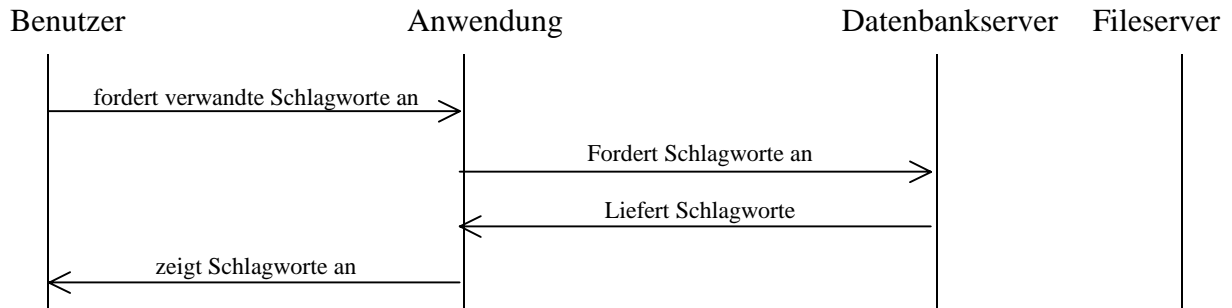 Benutzer Anwendung Datenbankserver Fileserver
fordert verwandte Schlagworte an
Fordert Schlagworte an
Liefert Schlagworte
zeigt Schlagworte an